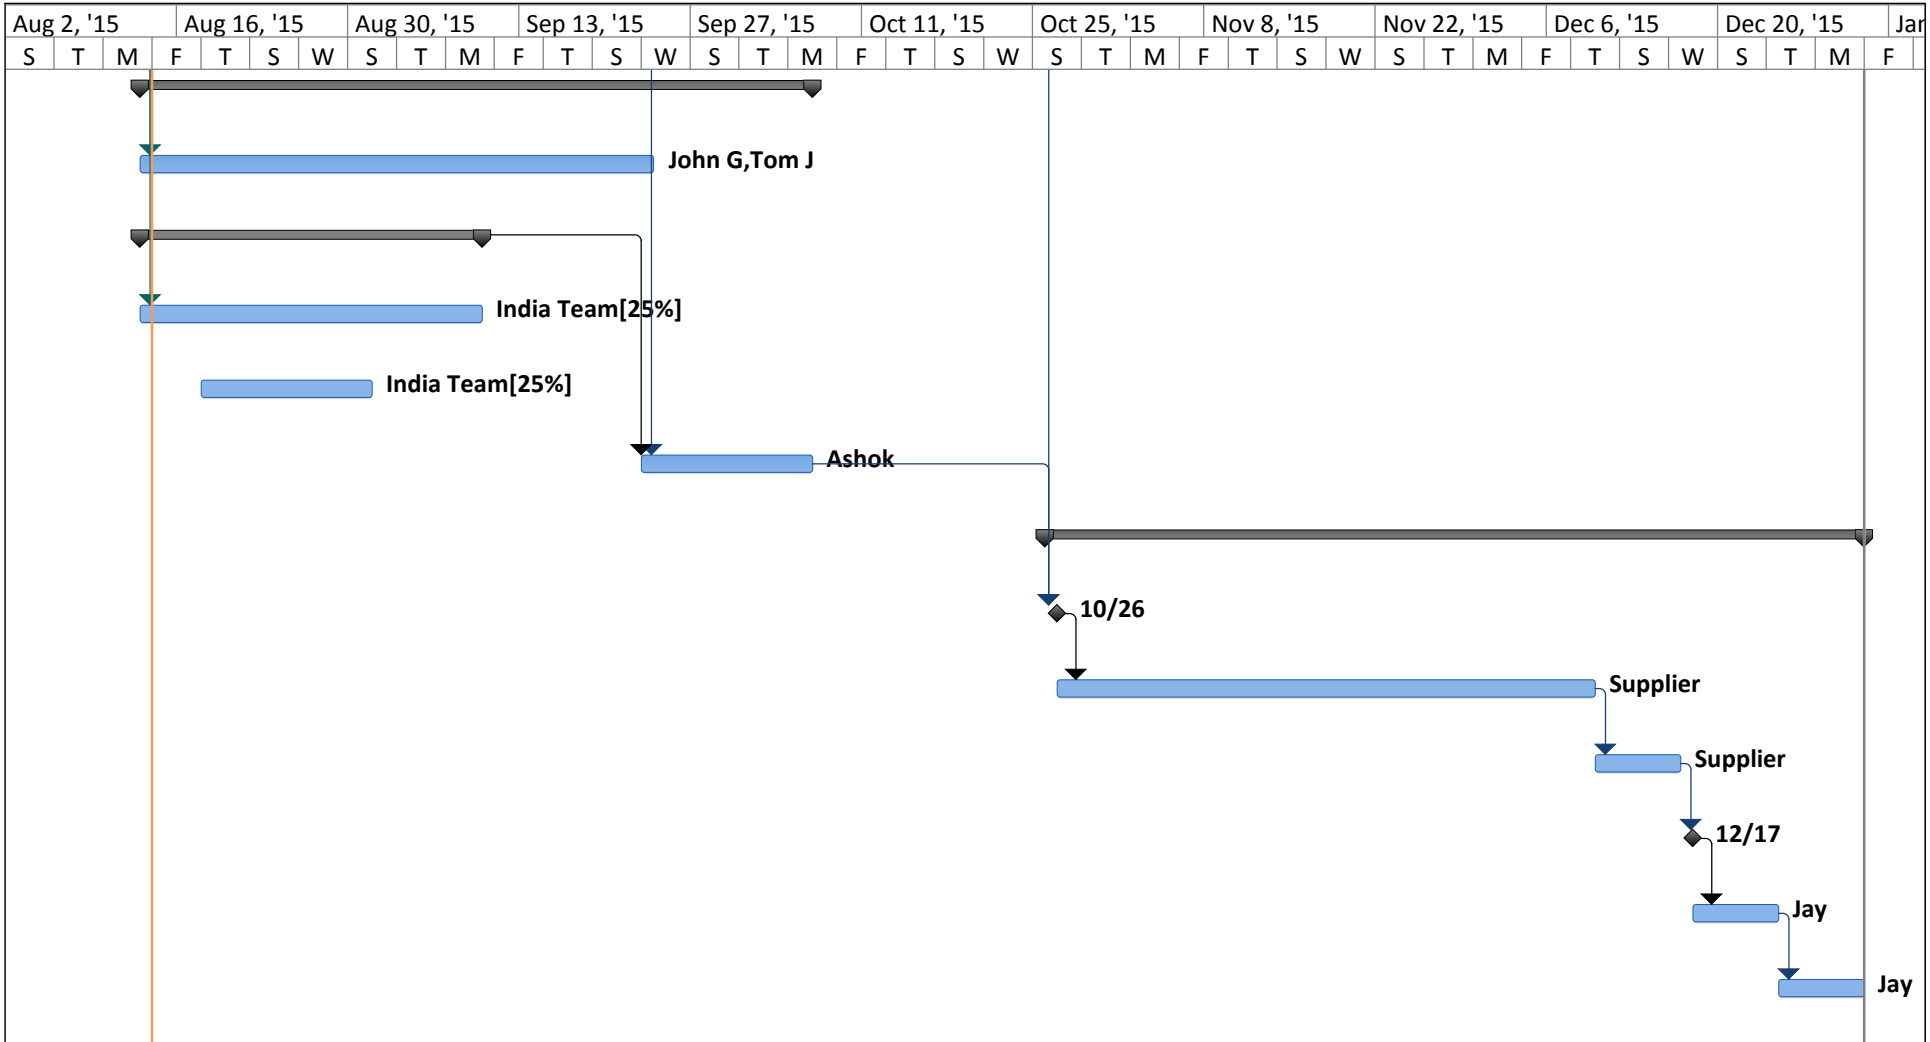 Aug 2, '15 Aug 16, '15 Aug 30, '15 Sep 13, '15 Sep 27, '15 Oct 11, '15 Oct 25, '15 Nov 8, '15 Nov 22, '15 Dec 6, '15 Dec 20, '15 Jan
S T M F T S W S T M F T S W S T M F T S W S T M F T S W S T M F T S W S T M F
John G,Tom J
India Team[25%]
India Team[25%]
Ashok
10/26
Supplier
Supplier
12/17
Jay
Jay